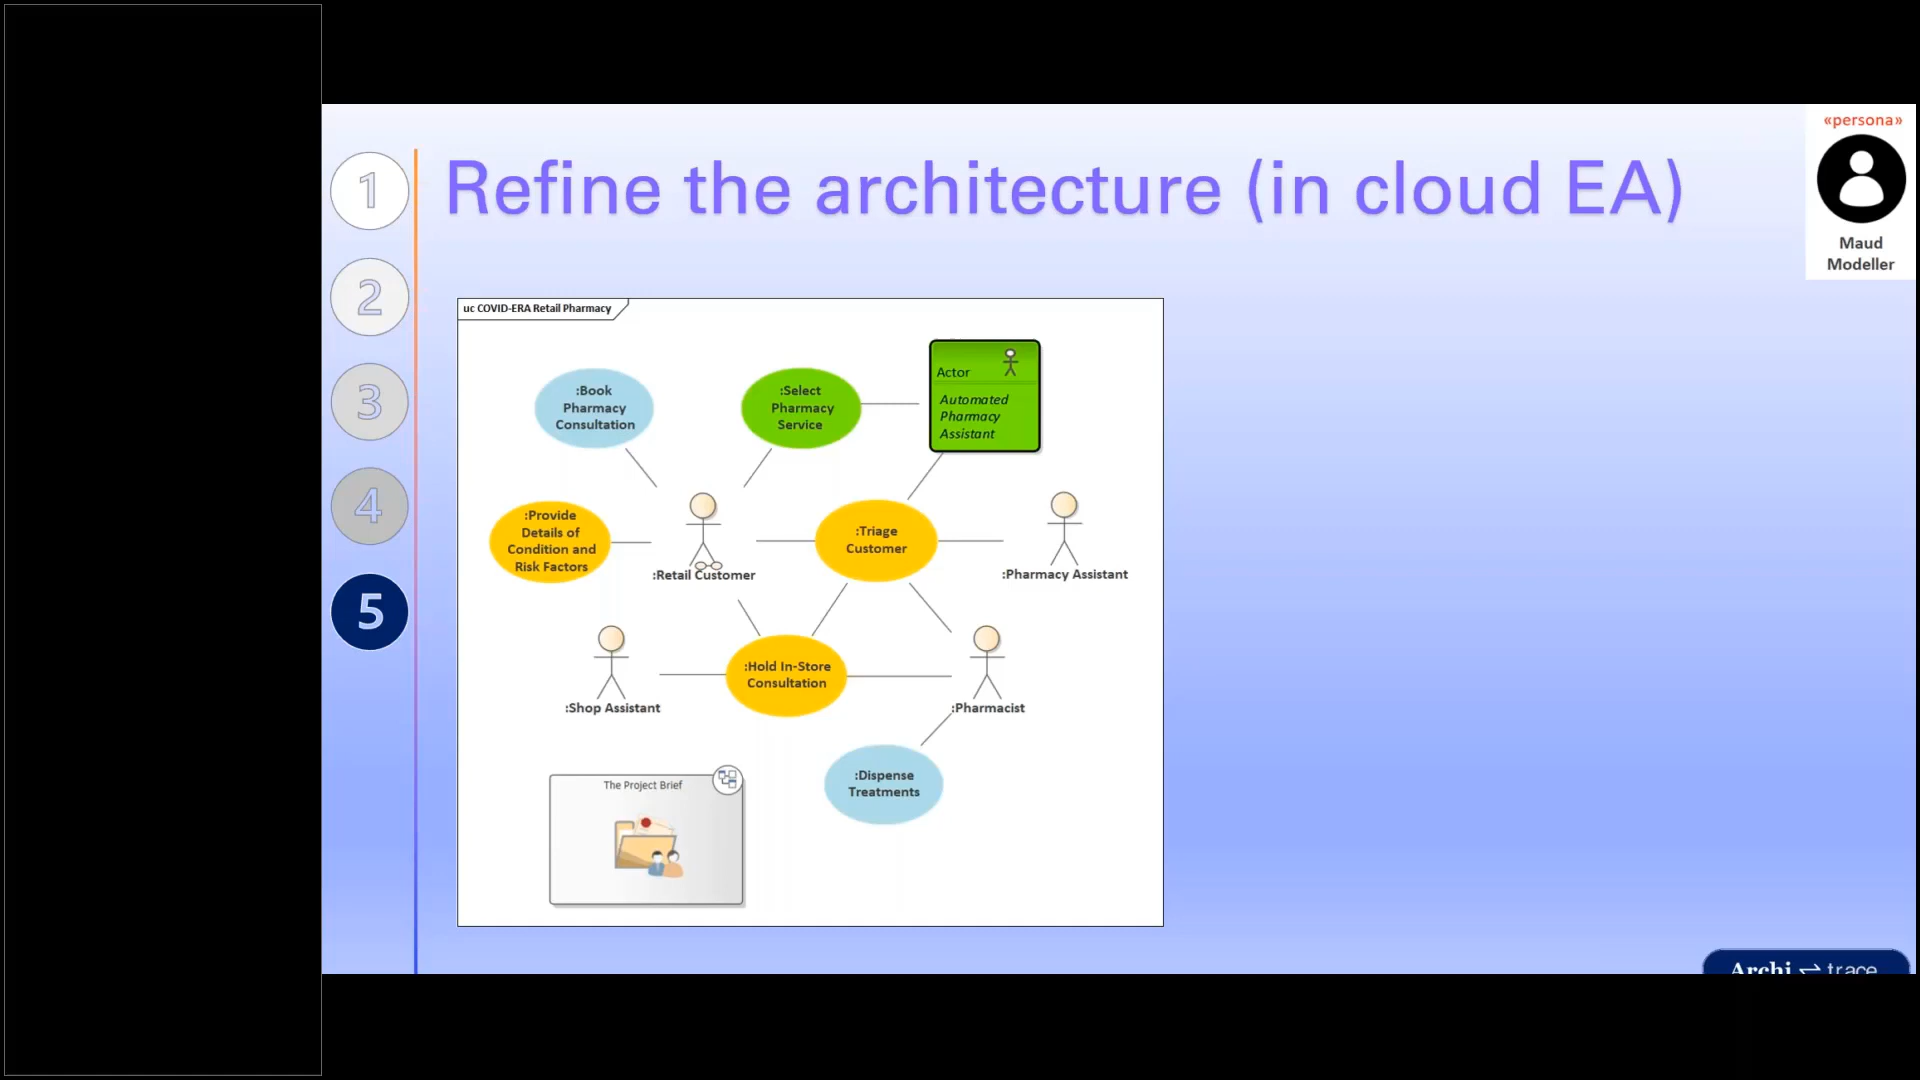 «persona»
Maud
Modeller
1
2
3
4
5
Refine the architecture (in cloud EA)
uc COVID-ERA Retail Pharmacy
:Book
Pharmacy
Consultation
:Select
Pharmacy
Service
Actor
Automated
Pharmacy
Assistant
:Provide
Details of
Condition and
Risk Factors
:Retail Customer
:Triage
Customer
:Pharmacy Assistant
:Shop Assistant
:Hold In-Store
Consultation
:Pharmacist
:Dispense
Treatments
The Project Brief
Archi ⇌ trace